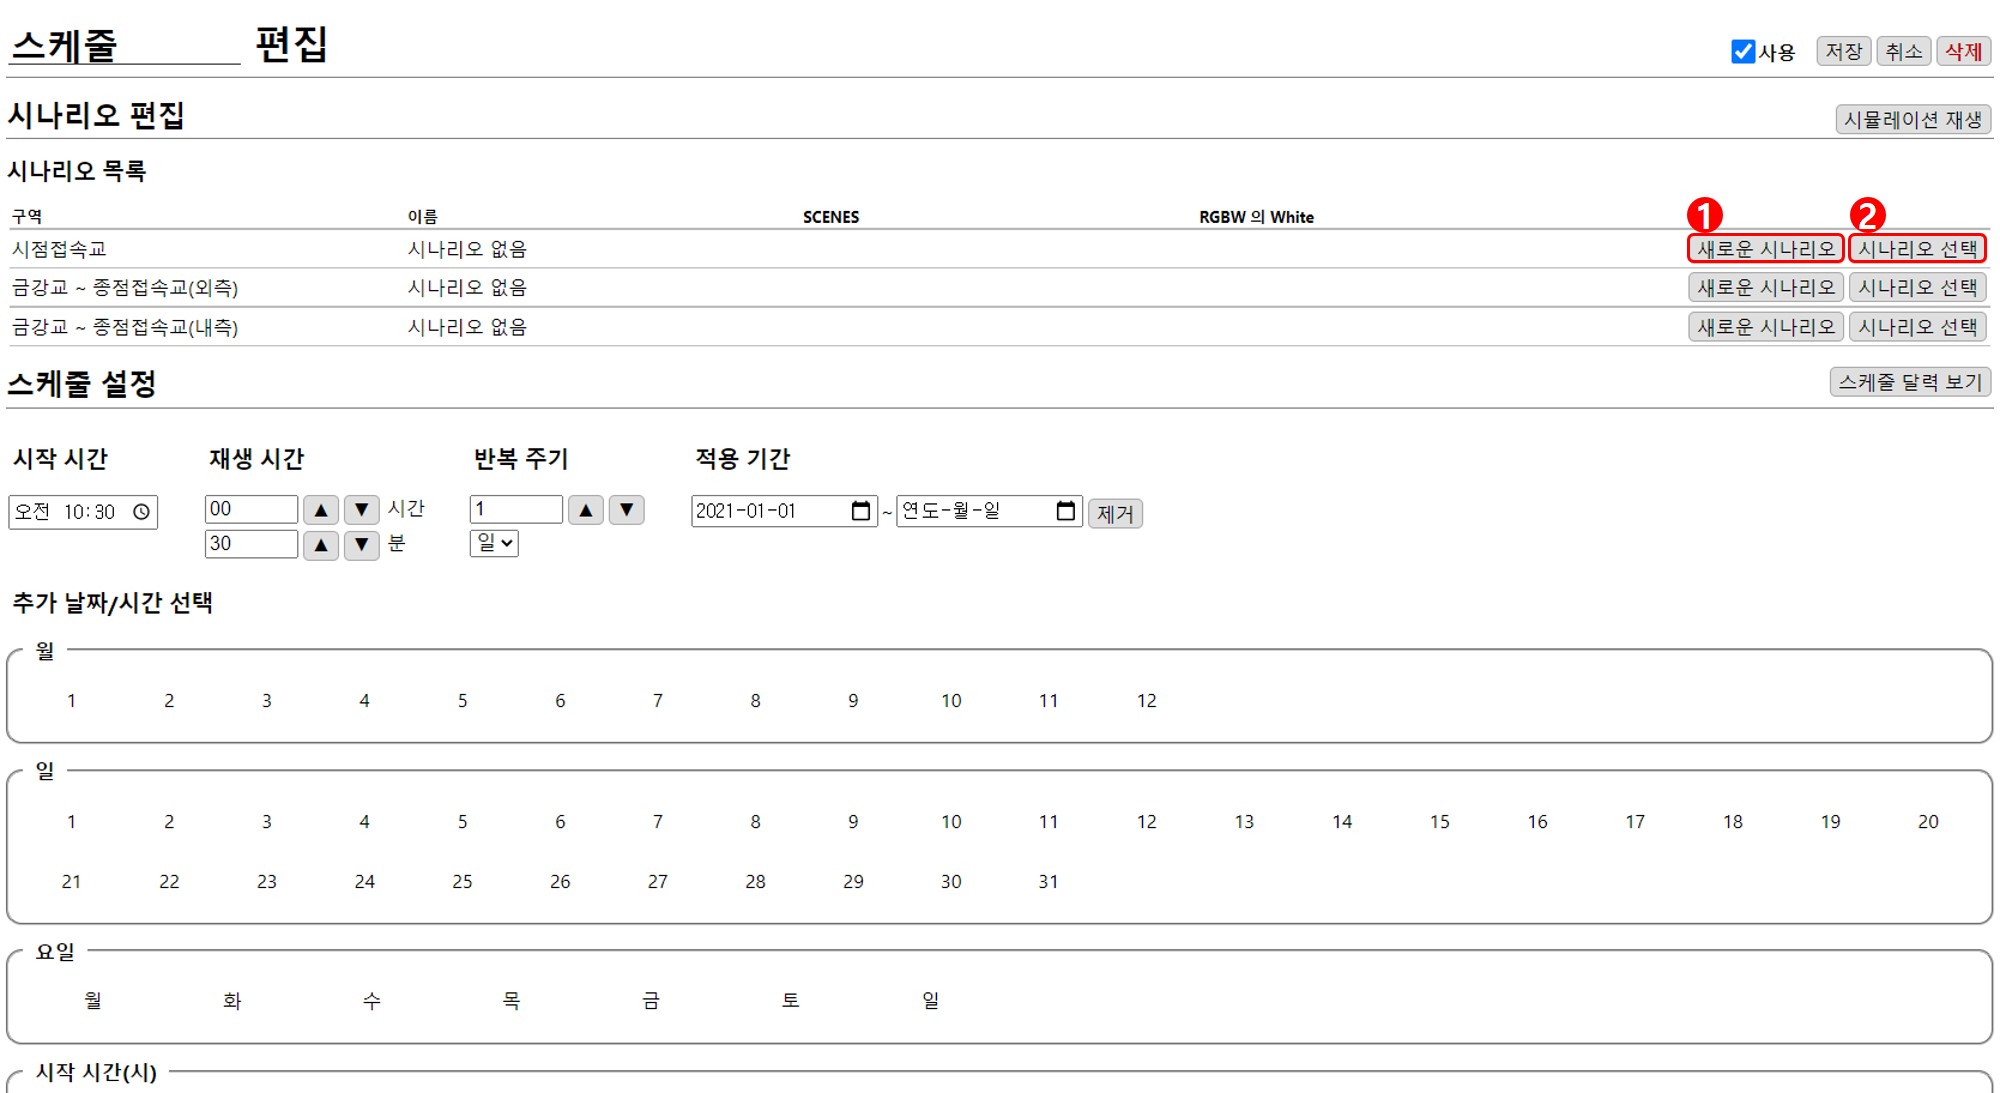 스케줄 편집
사용 저장 취소 삭제
시나리오 편집
시뮬레이션 재생
시나리오 목록
구역 이름 SCENES RGBW 의 White
1 2
시점접속교 시나리오 없음 새로운 시나리오 시나리오 선택
금강교 ~ 종점접속교(외측) 시나리오 없음 새로운 시나리오 시나리오 선택
금강교 ~ 종점접속교(내측) 시나리오 없음 새로운 시나리오 시나리오 선택
스케줄 설정
스케줄 달력 보기
시작 시간 재생 시간 반복 주기 적용 기간
오전 10:30 00 ▲ ▼ 시간 1 ▲ ▼ 2021-01-01 ~ 연도-월-일 제거
30 ▲ ▼ 분 일
추가 날짜/시간 선택
월
1 2 3 4 5 6 7 8 9 10 11 12
일
1 2 3 4 5 6 7 8 9 10 11 12 13 14 15 16 17 18 19 20
21 22 23 24 25 26 27 28 29 30 31
요일
월 화 수 목 금 토 일
시작 시간(시)